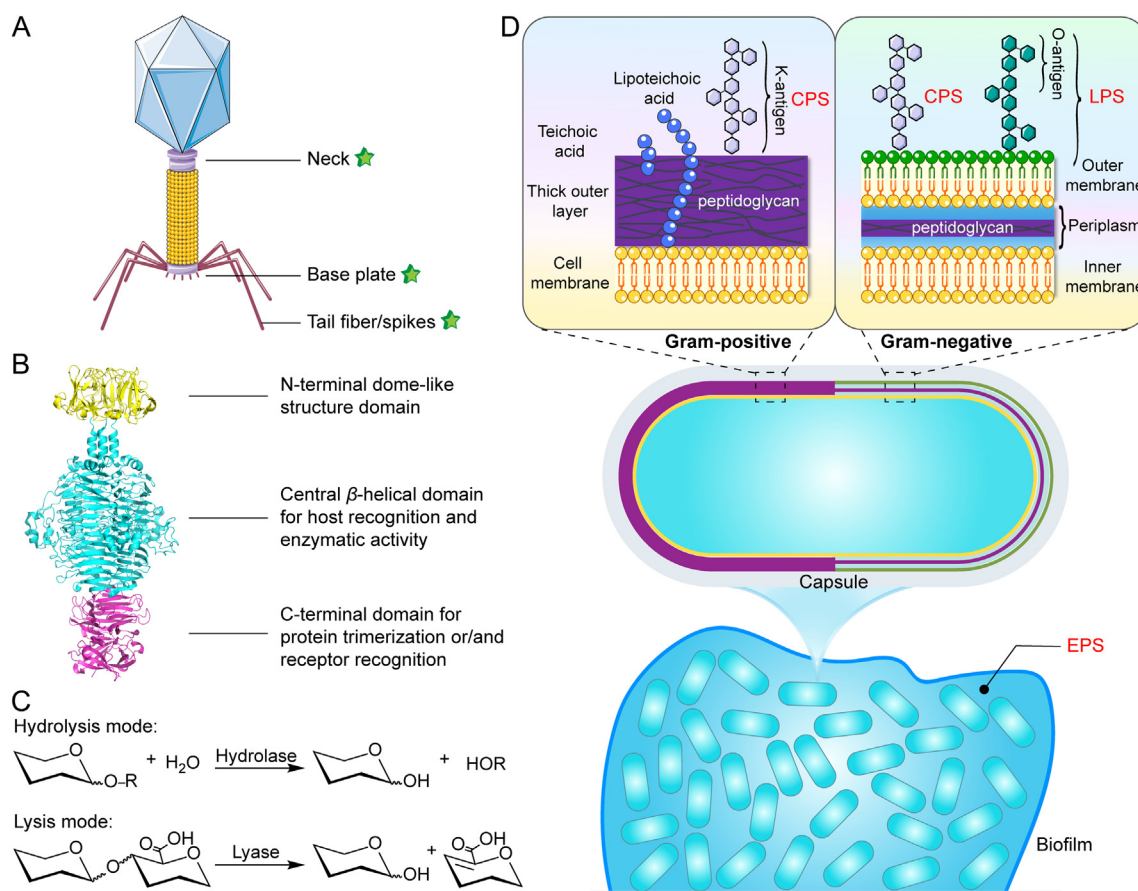 A
Neck
Base plate
Tail fiber/spikes
B
N-terminal dome-like
structure domain
Central β-helical domain
for host recognition and
enzymatic activity
C-terminal domain for
protein trimerization or/and
receptor recognition
C
Hydrolysis mode:
O
O–R
+ H₂O
Hydrolase
O
OH
+ HOR
Lysis mode:
O
O
O
OH
O
Lyase
O
OH
+
O
OH
O
D
Lipoteichoic
acid
Teichoic
acid
Thick outer
layer
peptidoglycan
Cell
membrane
K-antigen
CPS
Gram-positive
CPS
O-antigen
LPS
Outer
membrane
peptidoglycan
Periplasm
Inner
membrane
Gram-negative
Capsule
EPS
Biofilm